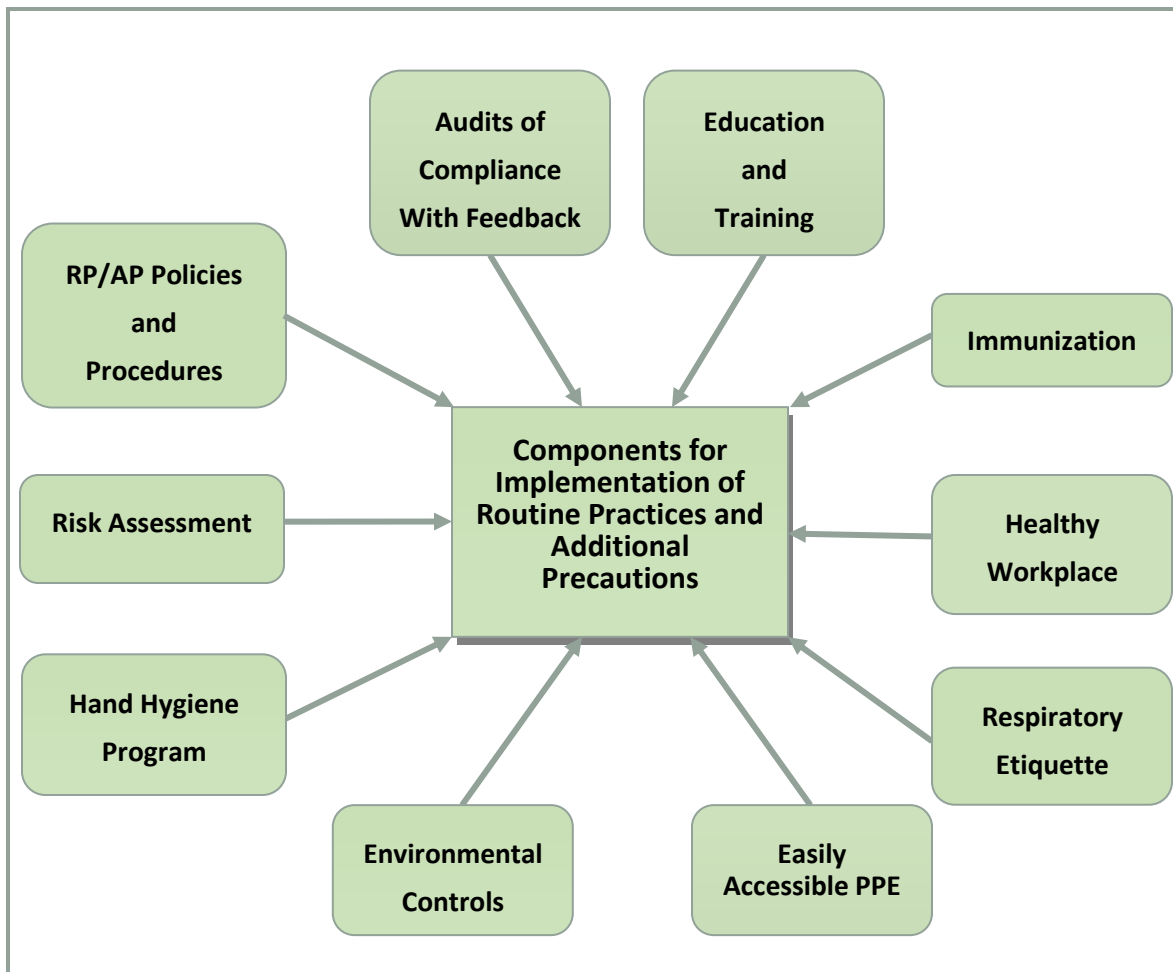 Audits of
Compliance
With Feedback
Education
and
Training
RP/AP Policies
and
Procedures
Immunization
Components for
Implementation of
Routine Practices and
Additional
Precautions
Risk Assessment
Healthy
Workplace
Hand Hygiene
Program
Respiratory
Etiquette
Environmental
Controls
Easily
Accessible PPE